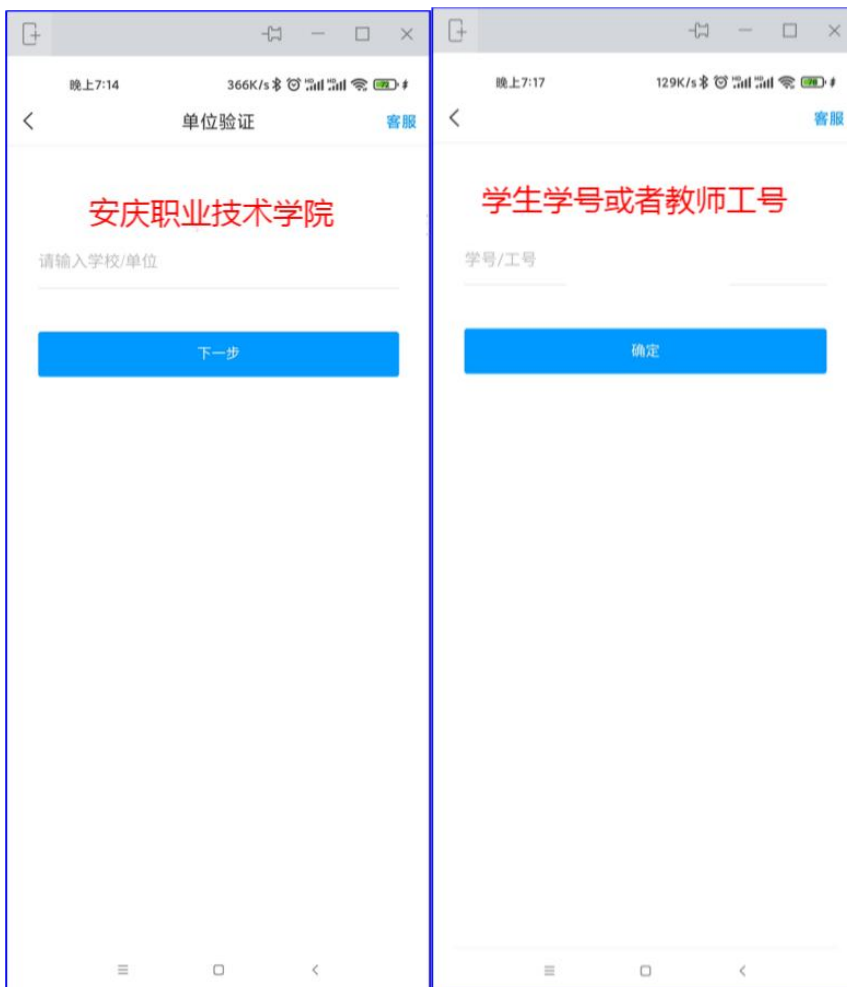 晚上7:14 366K/s 72
单位验证 客服
安庆职业技术学院
请输入学校/单位
下一步
晚上7:17 129K/s
客服
学生学号或者教师工号
学号/工号
确定